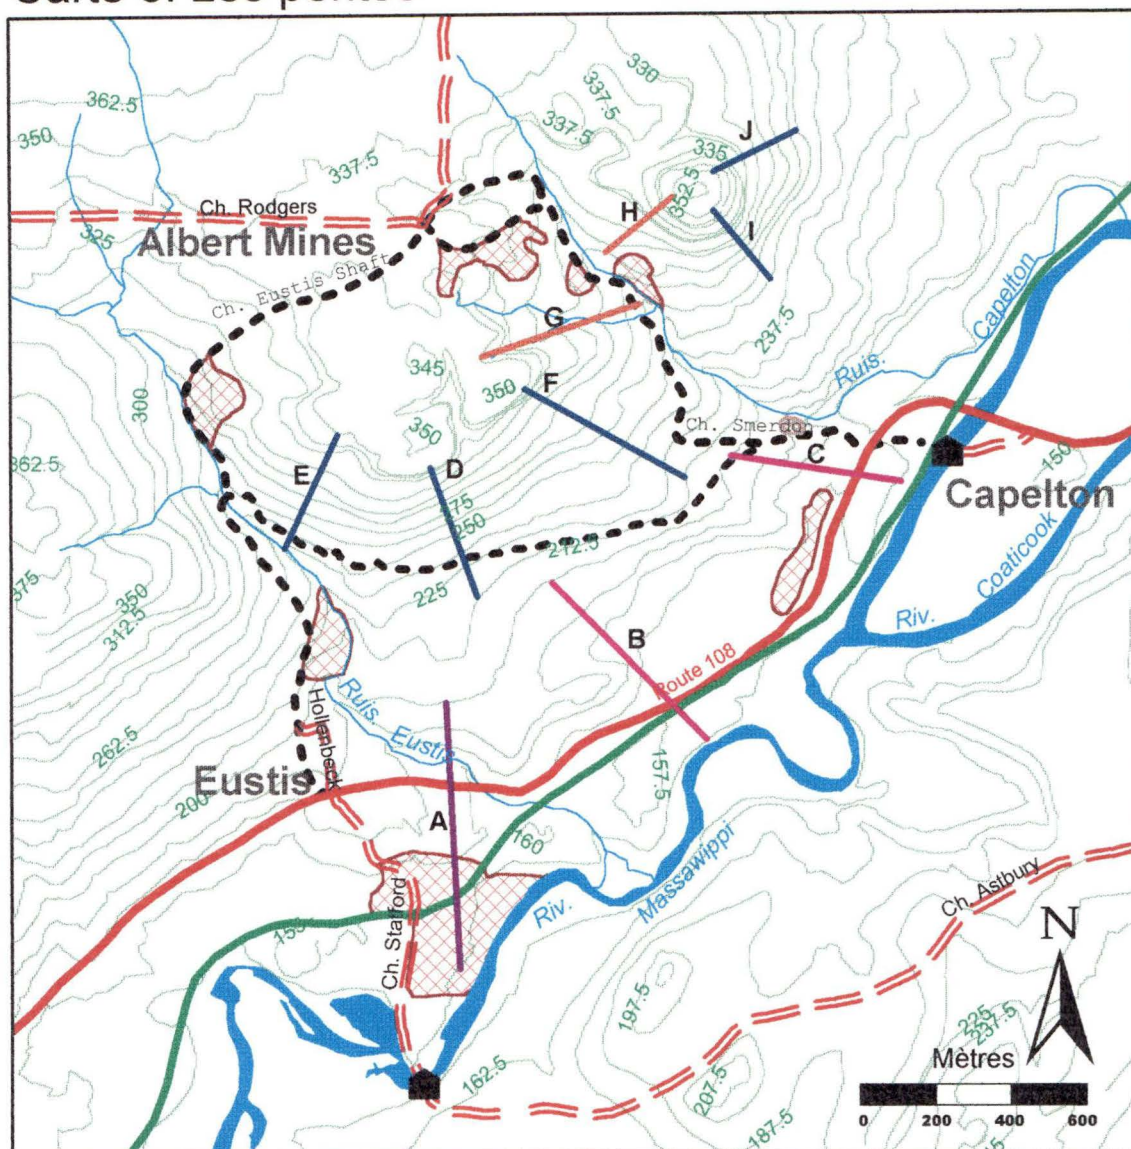 362.5
330
337.5
350
337.5
J
335
337.5
352.5
Ch. Rodgers
H
325
Albert Mines
I
Ch. Eustis Shaft
Capelton
G
237.5
345
F
350
Ruis.
300
350
Ch. Smerdon
362.5
E
D
C
150
275
Capelton
250
212.5
Coaticook
375
350
225
312.5
Riv.
B
Route 108
Hollenbeck
Ruis. Eustis
262.5
157.5
Eustis
200
A
160
Massawippi
Ch. Astbury
Riv.
Ch. Stafford
N
197.5
225
237.5
Mètres
162.5
207.5
0 200 400 600
187.5